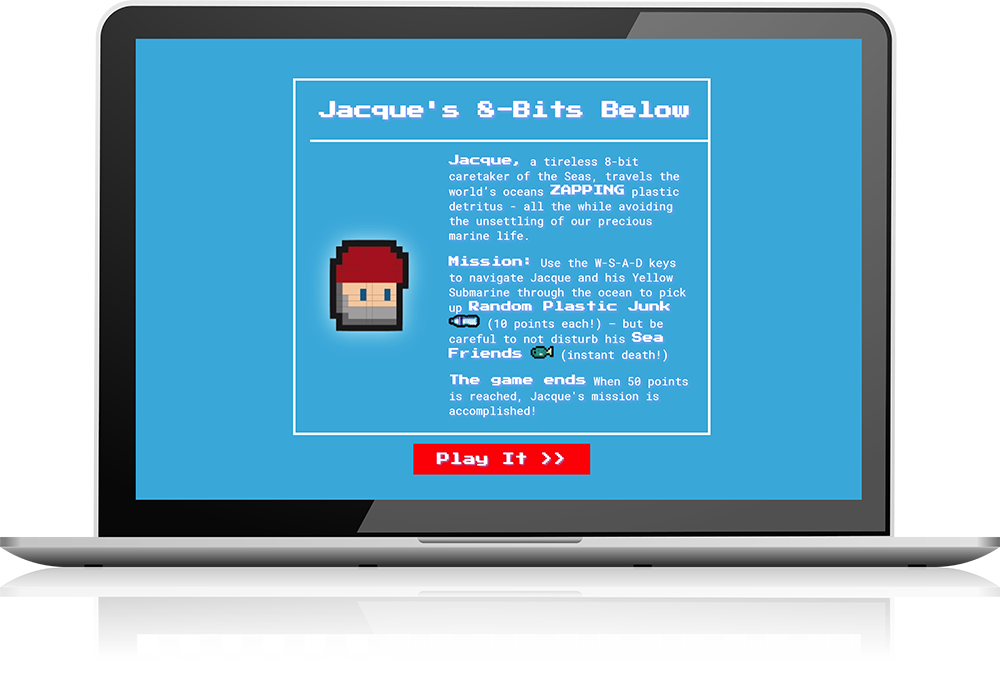 Jacque's 8-Bits Below
Jacque, a tireless 8-bit
caretaker of the Seas, travels the
world's oceans ZAPPING plastic
detritus - all the while avoiding
the unsettling of our precious
marine life.
Mission: Use the W-S-A-D keys
to navigate Jacque and his Yellow
Submarine through the ocean to pick
up Random Plastic Junk
(10 points each!) – but be
careful to not disturb his Sea
Friends (instant death!)
The game ends When 50 points
is reached, Jacque's mission is
accomplished!
Play It >>